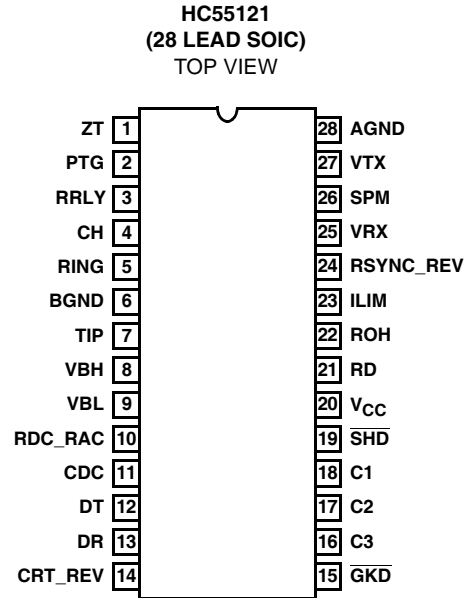 HC55121
(28 LEAD SOIC)
TOP VIEW
ZT 1 28 AGND
PTG 2 27 VTX
RRLY 3 26 SPM
CH 4 25 VRX
RING 5 24 RSYNC_REV
BGND 6 23 ILIM
TIP 7 22 ROH
VBH 8 21 RD
VBL 9 20 VCC
RDC_RAC 10 19 SHD
CDC 11 18 C1
DT 12 17 C2
DR 13 16 C3
CRT_REV 14 15 GKD